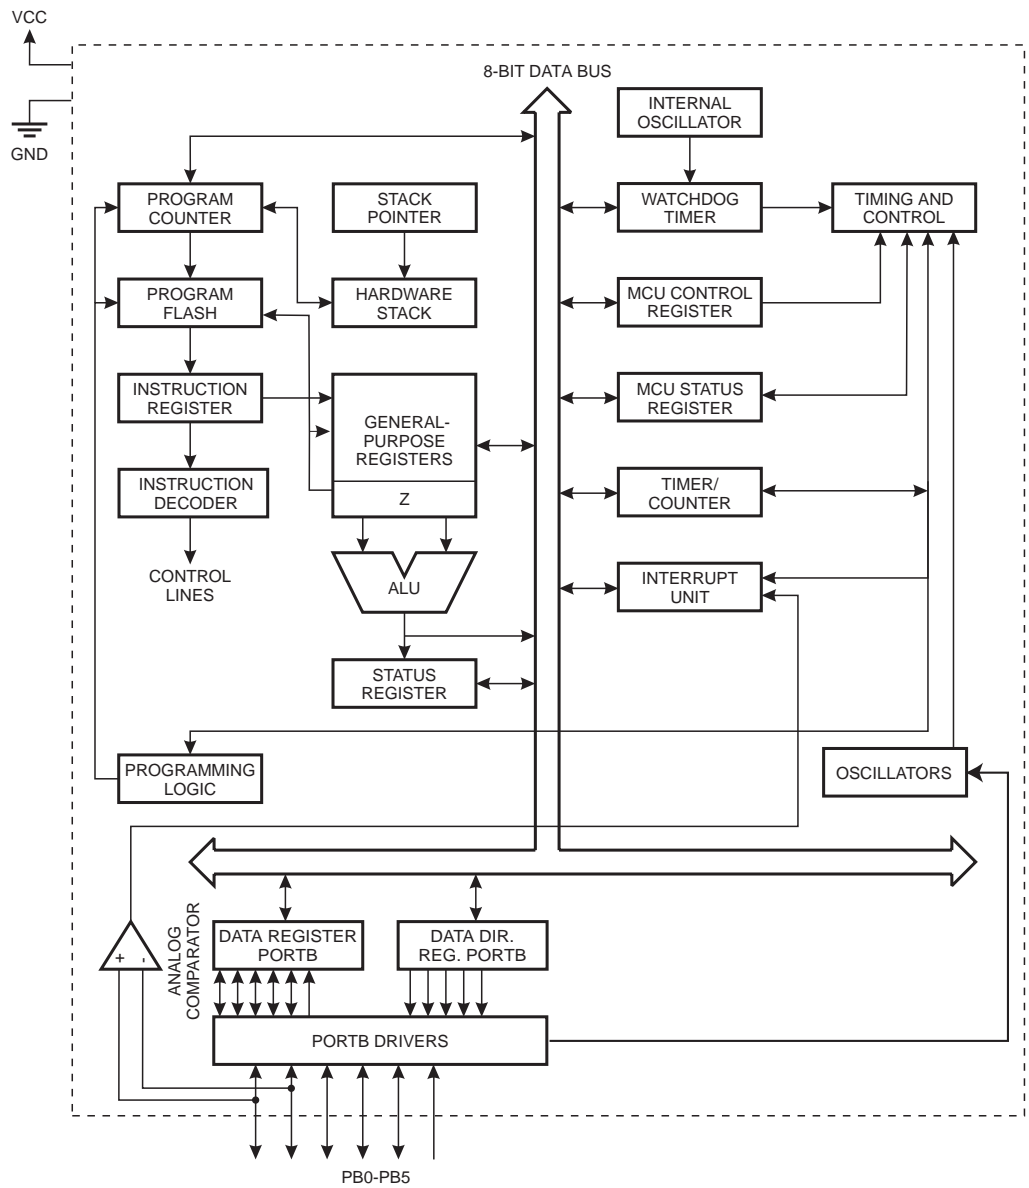 VCC
GND
8-BIT DATA BUS
INTERNAL
OSCILLATOR
PROGRAM
COUNTER
STACK
POINTER
WATCHDOG
TIMER
TIMING AND
CONTROL
PROGRAM
FLASH
HARDWARE
STACK
MCU CONTROL
REGISTER
INSTRUCTION
REGISTER
GENERAL-
PURPOSE
REGISTERS
Z
MCU STATUS
REGISTER
INSTRUCTION
DECODER
TIMER/
COUNTER
CONTROL
LINES
ALU
INTERRUPT
UNIT
STATUS
REGISTER
PROGRAMMING
LOGIC
OSCILLATORS
ANALOG
COMPARATOR
+ -
DATA REGISTER
PORTB
DATA DIR.
REG. PORTB
PORTB DRIVERS
PB0-PB5